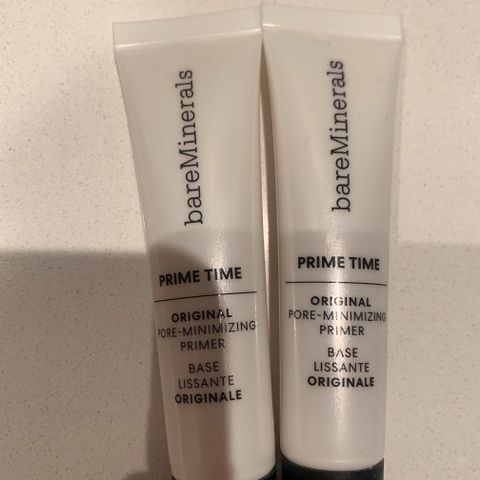 bareMinerals
PRIME TIME
ORIGINAL
PORE-MINIMIZING
PRIMER
BASE
LISSANTE
ORIGINALE
bareMinerals
PRIME TIME
ORIGINAL
PORE-MINIMIZING
PRIMER
BASE
LISSANTE
ORIGINALE